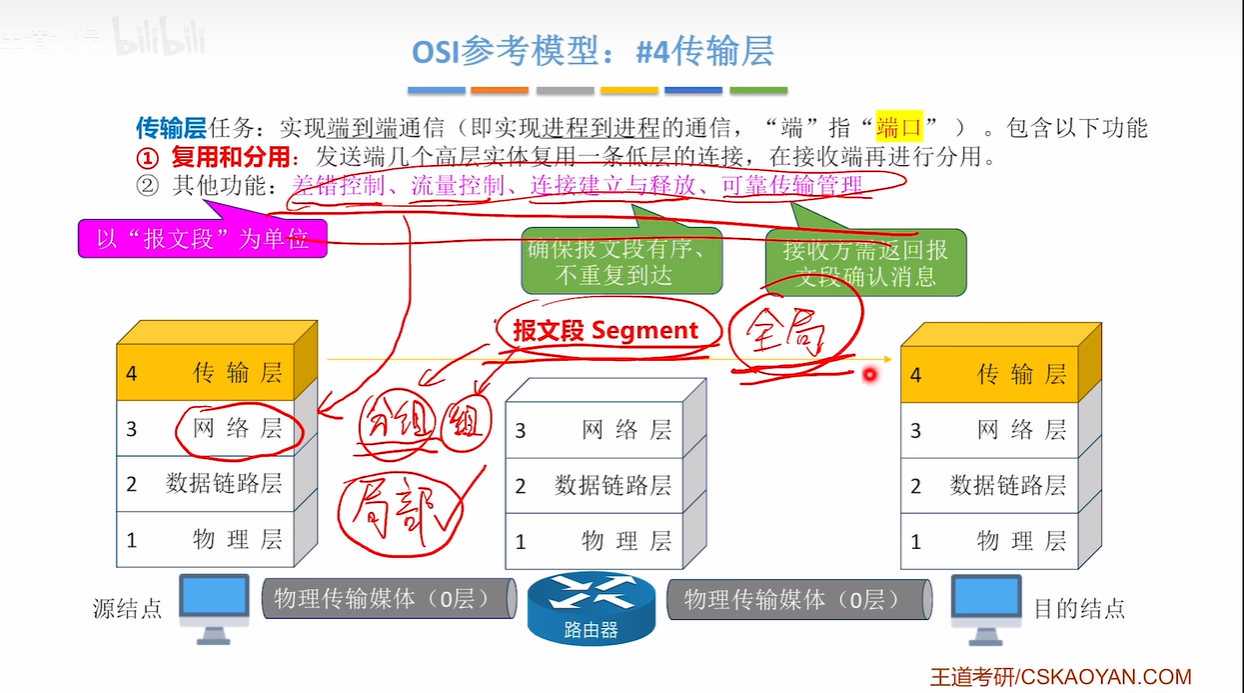 bilibili
OSI参考模型：#4传输层
传输层任务：实现端到端通信（即实现进程到进程的通信，“端”指“端口”）。包含以下功能
① 复用和分用：发送端几个高层实体复用一条低层的连接，在接收端再进行分用。
② 其他功能：差错控制、流量控制、连接建立与释放、可靠传输管理
以“报文段”为单位
确保报文段有序、
不重复到达
接收方需返回报
文段确认消息
报文段 Segment
全局
4 传 输 层
3 网 络 层
2 数据链路层
1 物 理 层
分组
组
局部
3 网 络 层
2 数据链路层
1 物 理 层
4 传 输 层
3 网 络 层
2 数据链路层
1 物 理 层
源结点
物理传输媒体（0层）
路由器
物理传输媒体（0层）
目的结点
王道考研/CSKAOYAN.COM